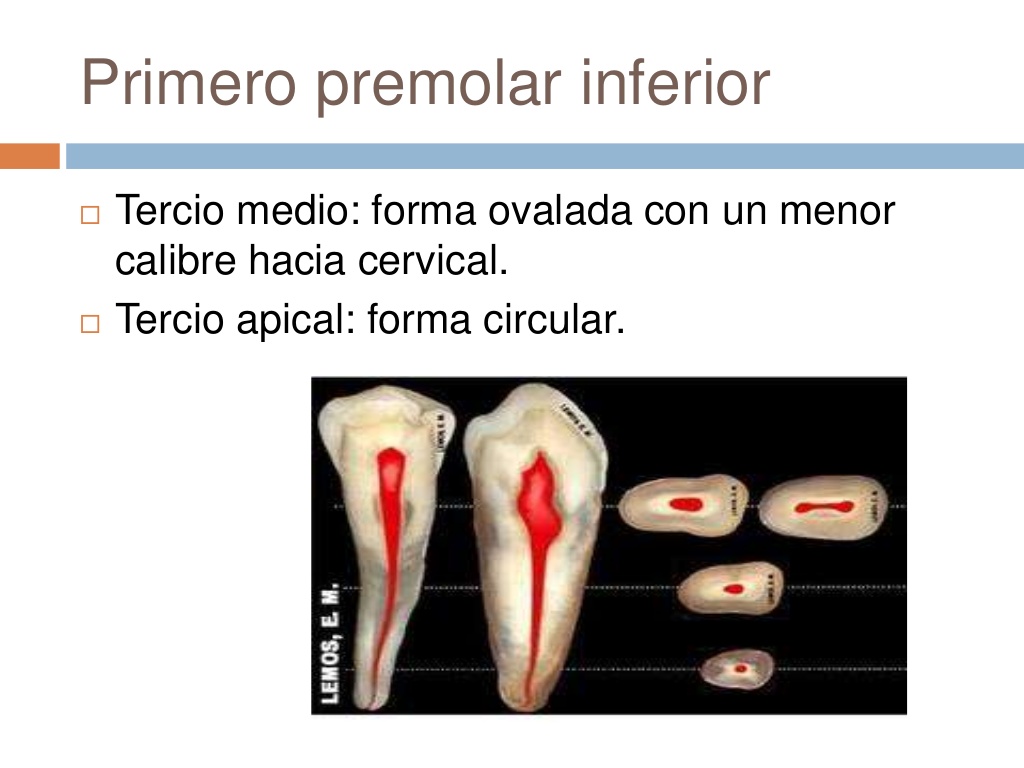 Primero premolar inferior
Tercio medio: forma ovalada con un menor
calibre hacia cervical.
Tercio apical: forma circular.
LEMOS, E. M.